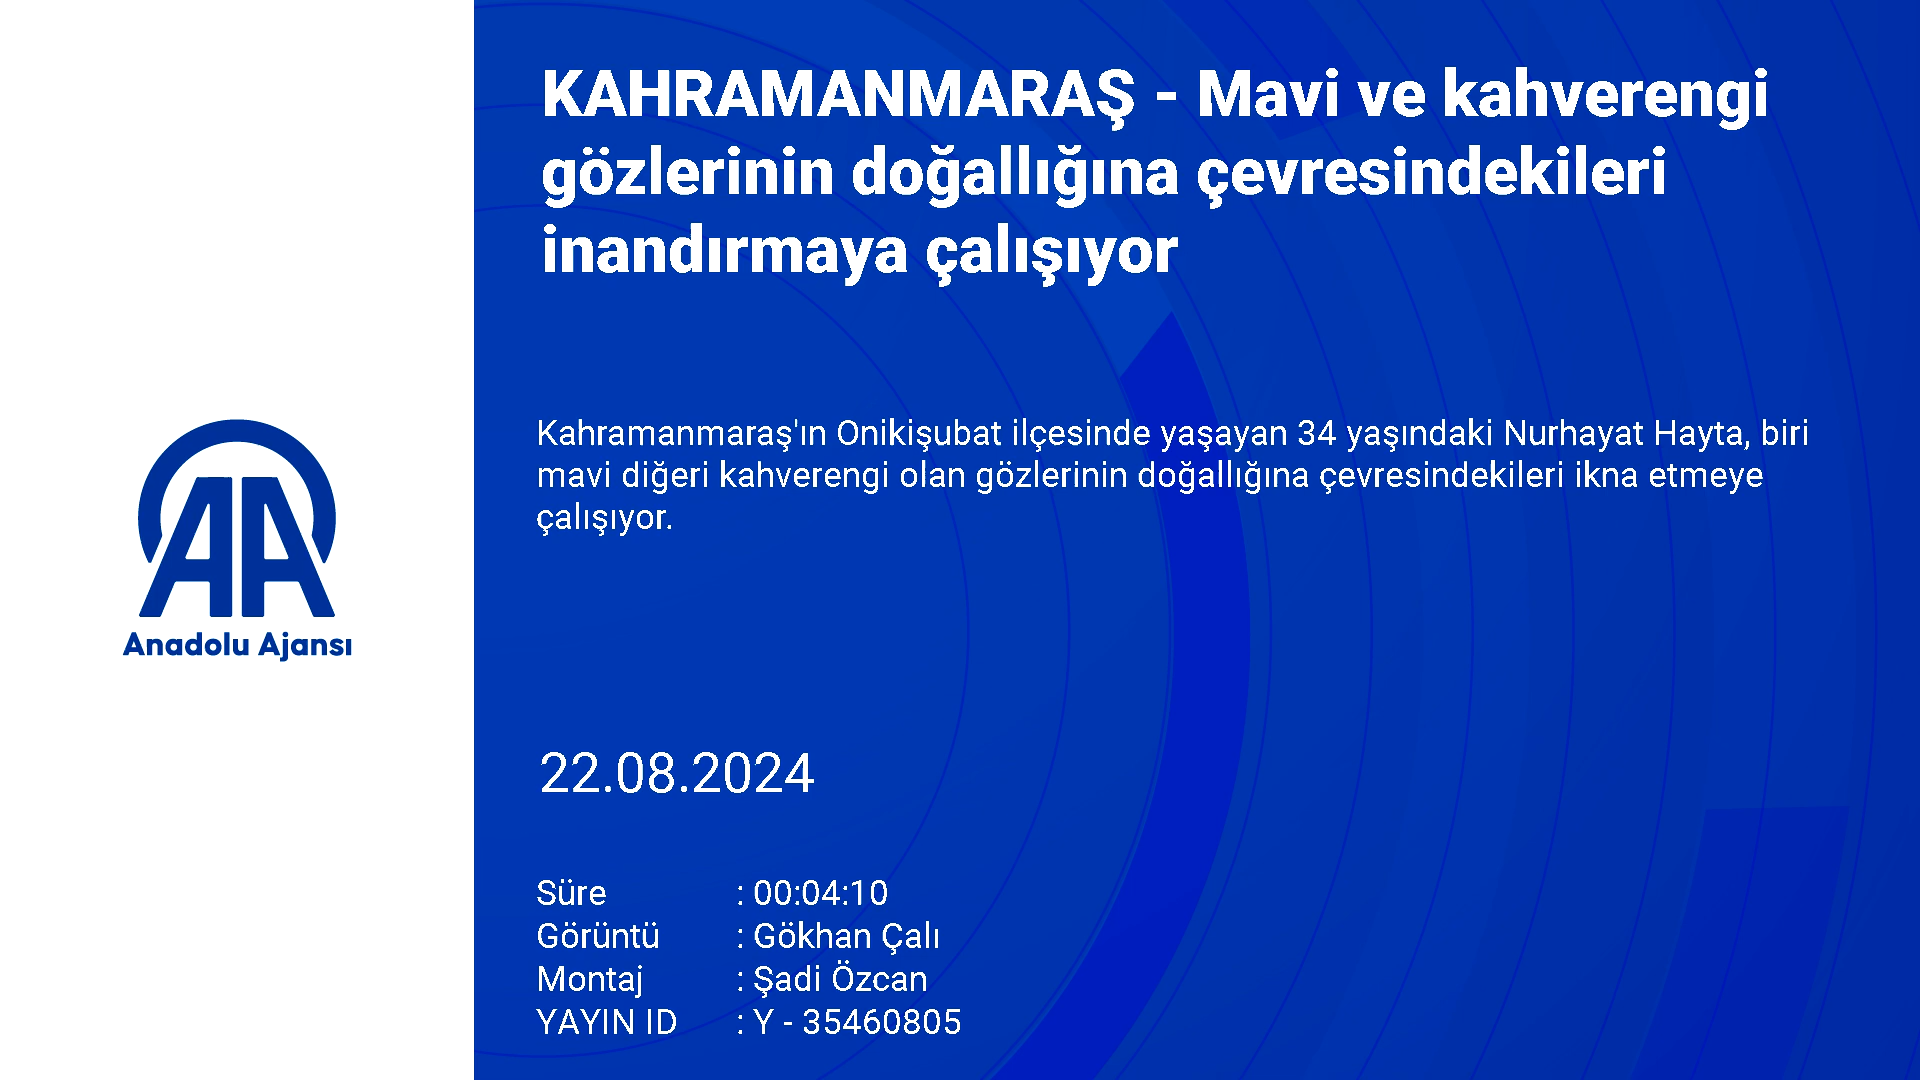 KAHRAMANMARAŞ - Mavi ve kahverengi
gözlerinin doğallığına çevresindekileri
inandırmaya çalışıyor
Kahramanmaraş'ın Onikişubat ilçesinde yaşayan 34 yaşındaki Nurhayat Hayta, biri
mavi diğeri kahverengi olan gözlerinin doğallığına çevresindekileri ikna etmeye
çalışıyor.
AA
Anadolu Ajansı
22.08.2024
Süre : 00:04:10
Görüntü : Gökhan Çalı
Montaj : Şadi Özcan
YAYIN ID : Y - 35460805